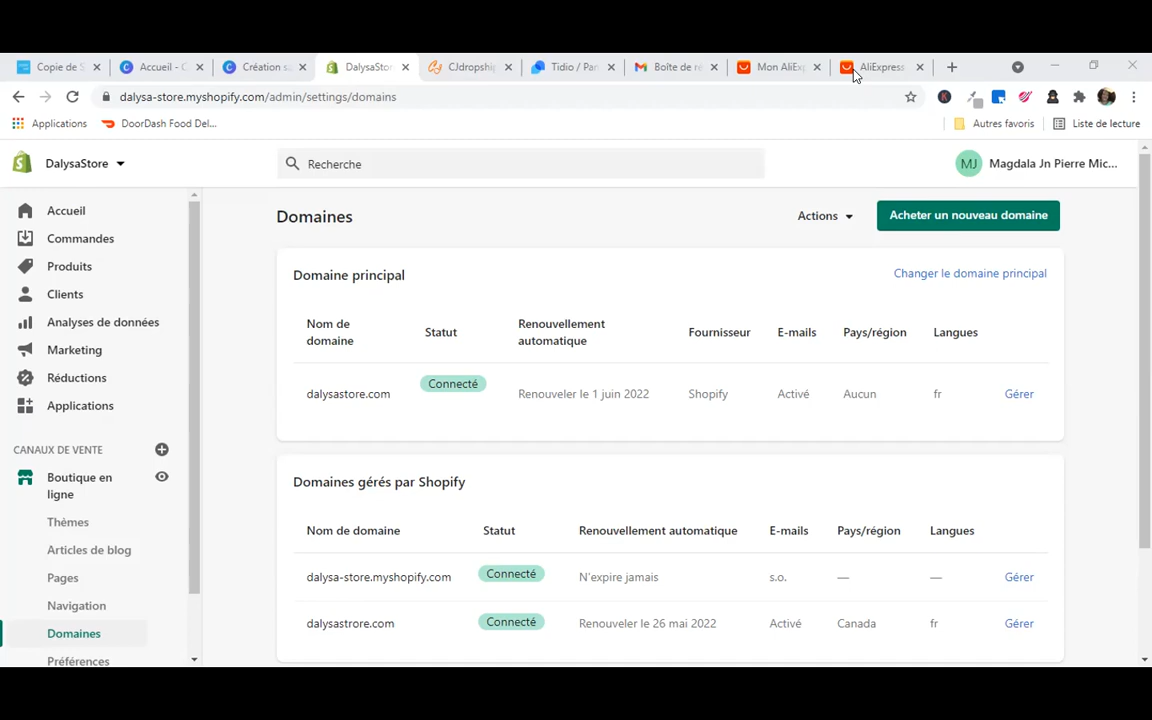 Copie de S
Accueil - C
Création sa
DalysaStor
CJdropship
Tidio / Pan
Boîte de ré
Mon AliExp
AliExpress
dalysa-store.myshopify.com/admin/settings/domains
Applications
DoorDash Food Del...
Autres favoris
Liste de lecture
DalysaStore
Recherche
MJ
Magdala Jn Pierre Mic...
Accueil
Commandes
Produits
Clients
Analyses de données
Marketing
Réductions
Applications
CANAUX DE VENTE
Boutique en
ligne
Thèmes
Articles de blog
Pages
Navigation
Domaines
Préférences
Domaines
Actions
Acheter un nouveau domaine
Domaine principal
Changer le domaine principal
Nom de
domaine
Statut
Renouvellement
automatique
Fournisseur
E-mails
Pays/région
Langues
dalysastore.com
Connecté
Renouveler le 1 juin 2022
Shopify
Activé
Aucun
fr
Gérer
Domaines gérés par Shopify
Nom de domaine
Statut
Renouvellement automatique
E-mails
Pays/région
Langues
dalysa-store.myshopify.com
Connecté
N'expire jamais
s.o.
—
—
Gérer
dalysastrore.com
Connecté
Renouveler le 26 mai 2022
Activé
Canada
fr
Gérer